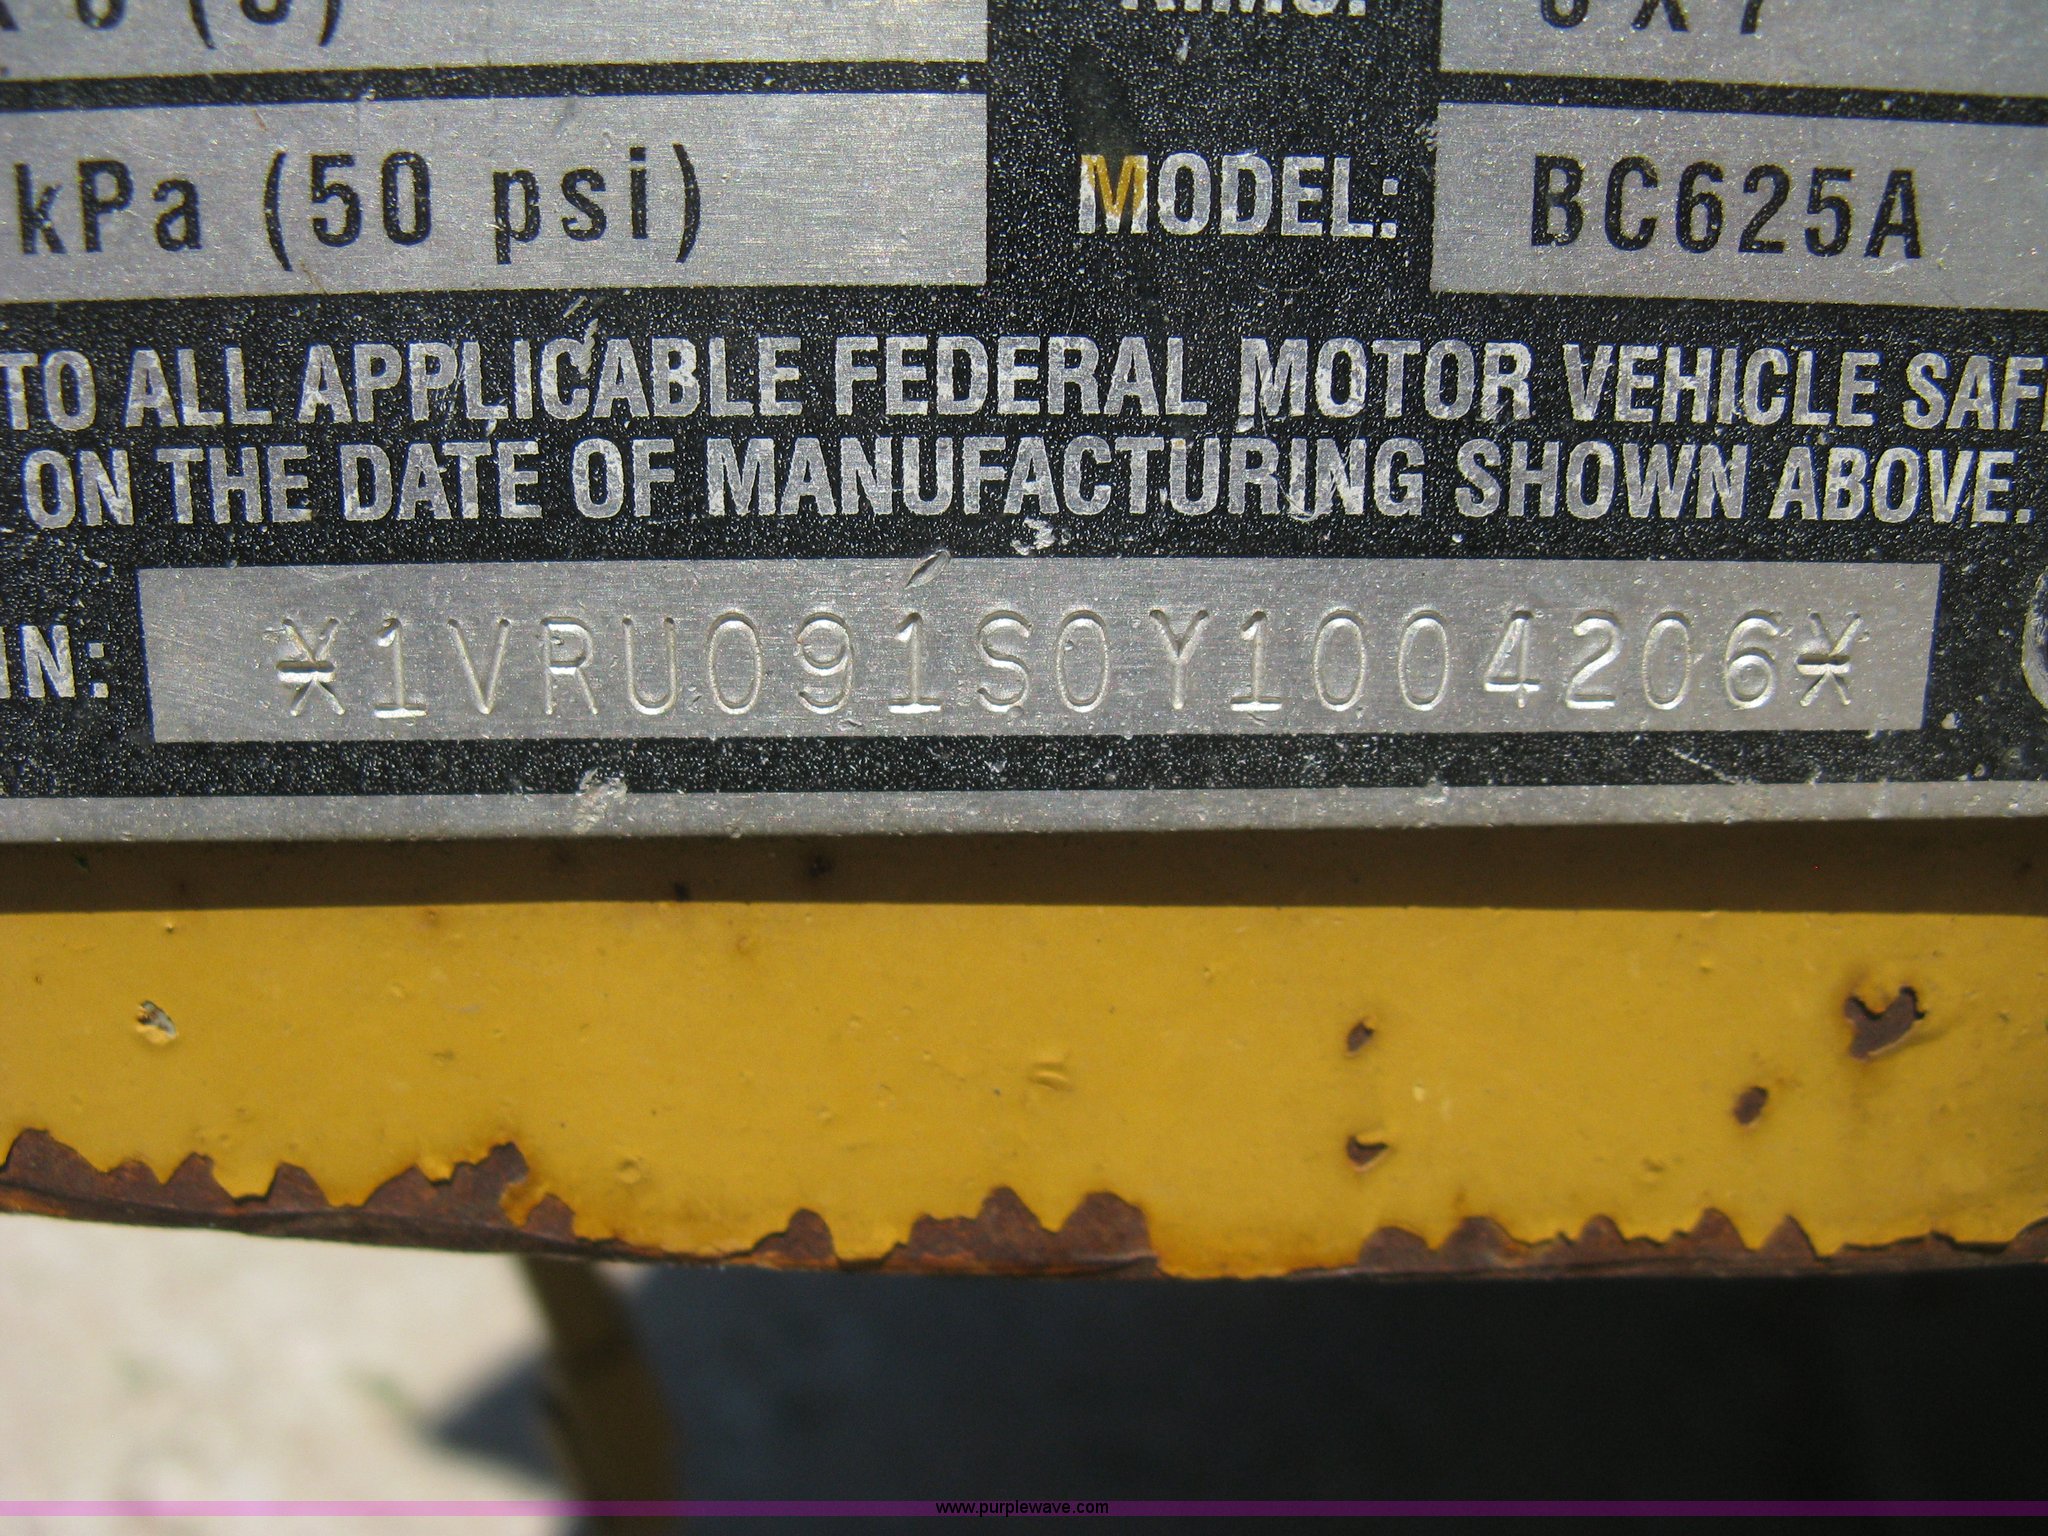 kPa (50 psi)
MODEL: BC625A
TO ALL APPLICABLE FEDERAL MOTOR VEHICLE SAF
ON THE DATE OF MANUFACTURING SHOWN ABOVE.
IN: *1VRU091S0Y1004206*
www.purplewave.com